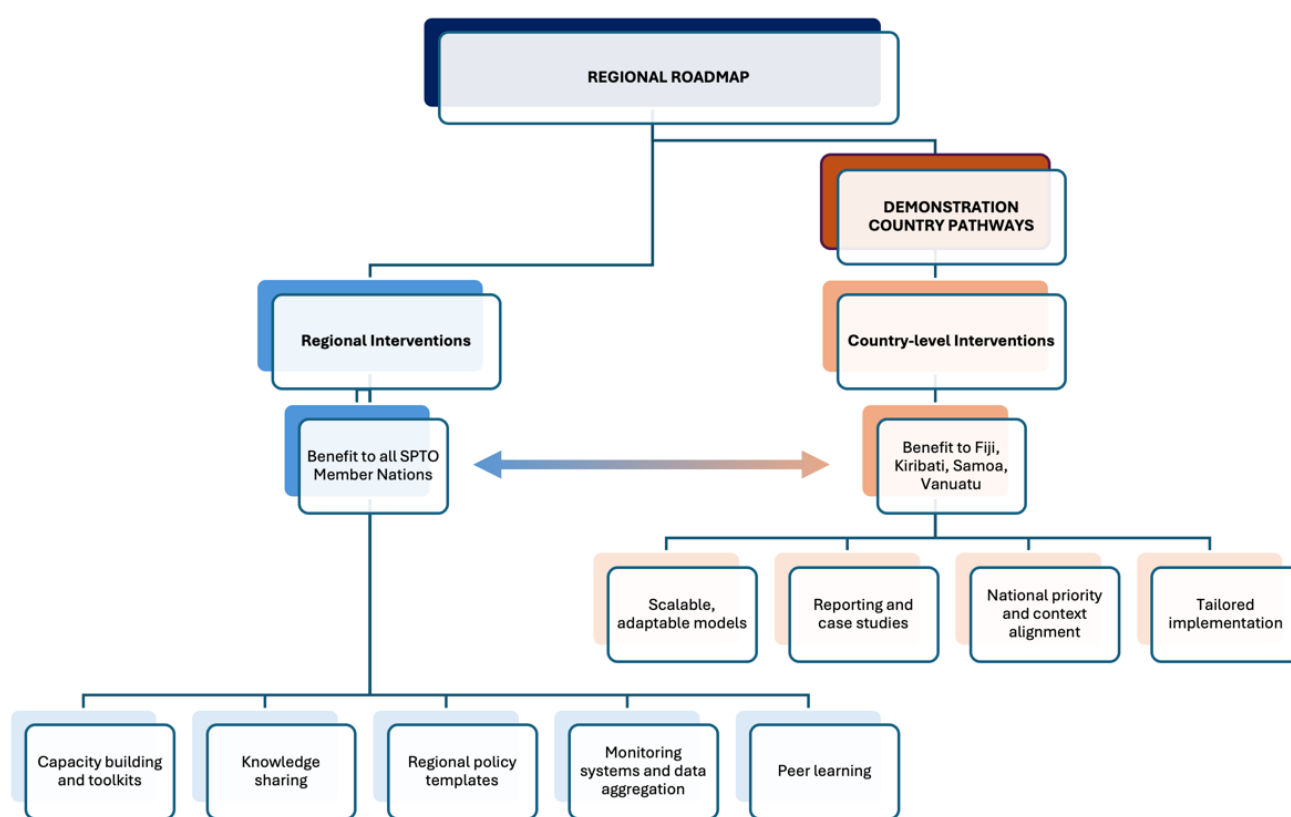 REGIONAL ROADMAP
DEMONSTRATION
COUNTRY PATHWAYS
Regional Interventions
Country-level Interventions
Benefit to all SPTO
Member Nations
Benefit to Fiji,
Kiribati, Samoa,
Vanuatu
Scalable,
adaptable models
Reporting and
case studies
National priority
and context
alignment
Tailored
implementation
Capacity building
and toolkits
Knowledge
sharing
Regional policy
templates
Monitoring
systems and data
aggregation
Peer learning